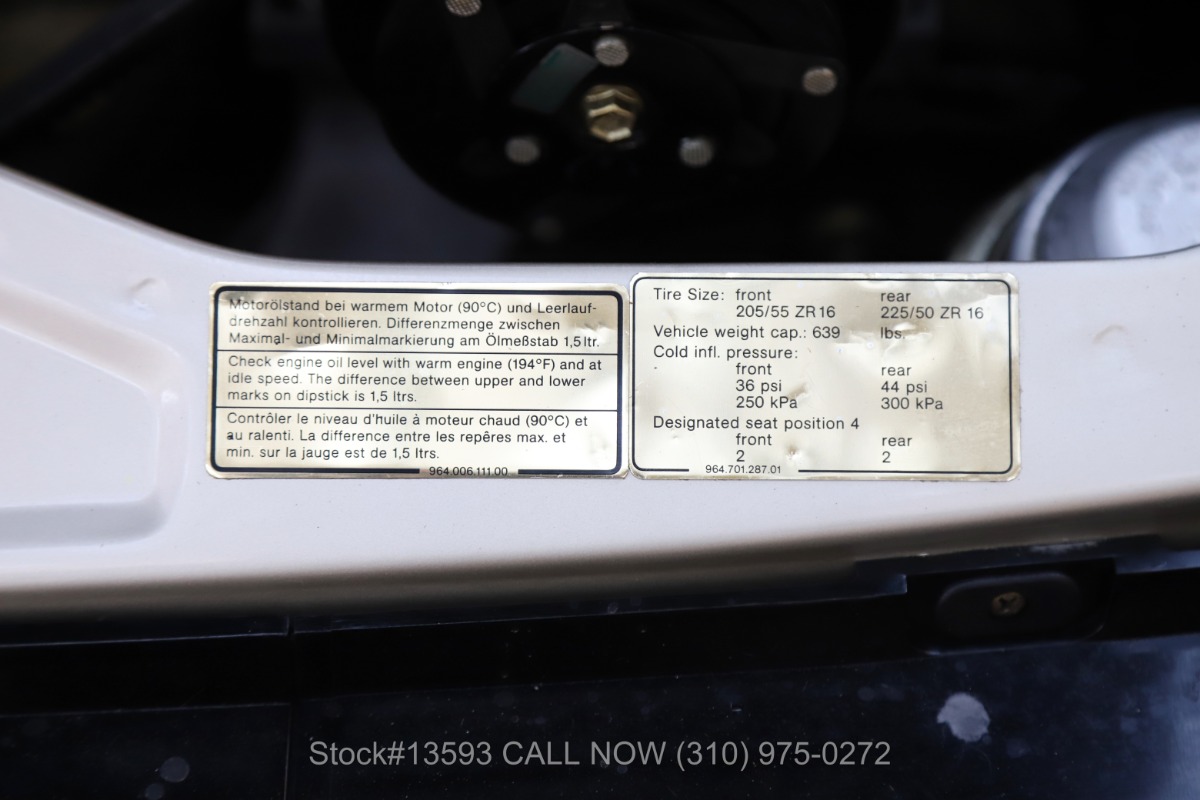 Motorölstand bei warmem Motor (90°C) und Leerlauf-
drehzahl kontrollieren. Differenzmenge zwischen
Maximal- und Minimalmarkierung am Ölmeßstab 1,5 ltr.
Check engine oil level with warm engine (194°F) and at
idle speed. The difference between upper and lower
marks on dipstick is 1,5 ltrs.
Contrôler le niveau d'huile à moteur chaud (90°C) et
au ralenti. La difference entre les repêres max. et
min. sur la jauge est de 1,5 ltrs.
964.006.111.00
Tire Size: front rear
205/55 ZR 16 225/50 ZR 16
Vehicle weight cap.: 639 lbs.
Cold infl. pressure:
front rear
36 psi 44 psi
250 kPa 300 kPa
Designated seat position 4
front rear
2 2
964.701.287.01
Stock#13593 CALL NOW (310) 975-0272